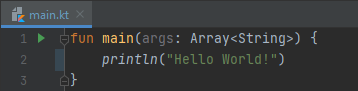 main.kt
1 fun main(args: Array<String>) {
2 println("Hello World!")
3 }